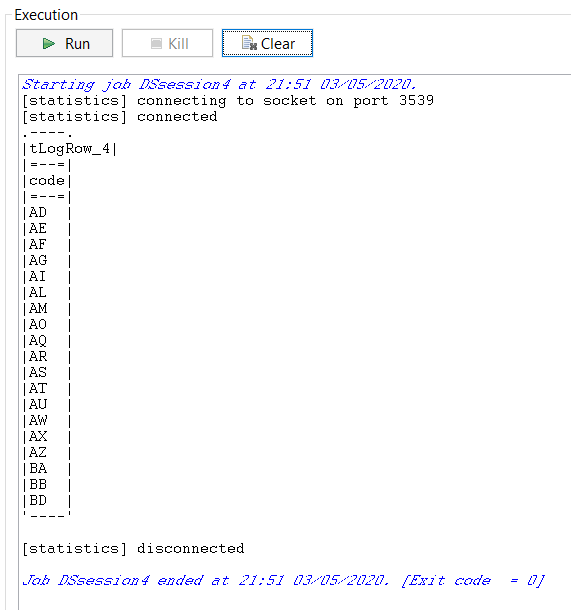 Execution
Run
Kill
Clear
Starting job DSsession4 at 21:51 03/05/2020.
[statistics] connecting to socket on port 3539
[statistics] connected
.----.
|tLogRow_4|
|=---=|
|code|
|=---=|
|AD  |
|AE  |
|AF  |
|AG  |
|AI  |
|AL  |
|AM  |
|AO  |
|AQ  |
|AR  |
|AS  |
|AT  |
|AU  |
|AW  |
|AX  |
|AZ  |
|BA  |
|BB  |
|BD  |
'----'
[statistics] disconnected
Job DSsession4 ended at 21:51 03/05/2020. [Exit code  = 0]